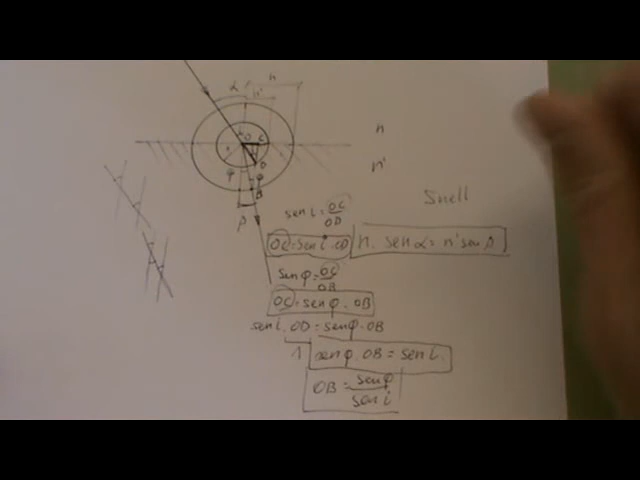 n
α
n'
n
O
C
n'
D
φ
φ
B
β
Snell
sen i = OC/OD
OC = sen i . OD
n . sen α = n' sen β
sen φ = OC/OB
OC = sen φ . OB
sen i . OD = sen φ . OB
1
sen φ . OB = sen i
OB = sen φ/sen i